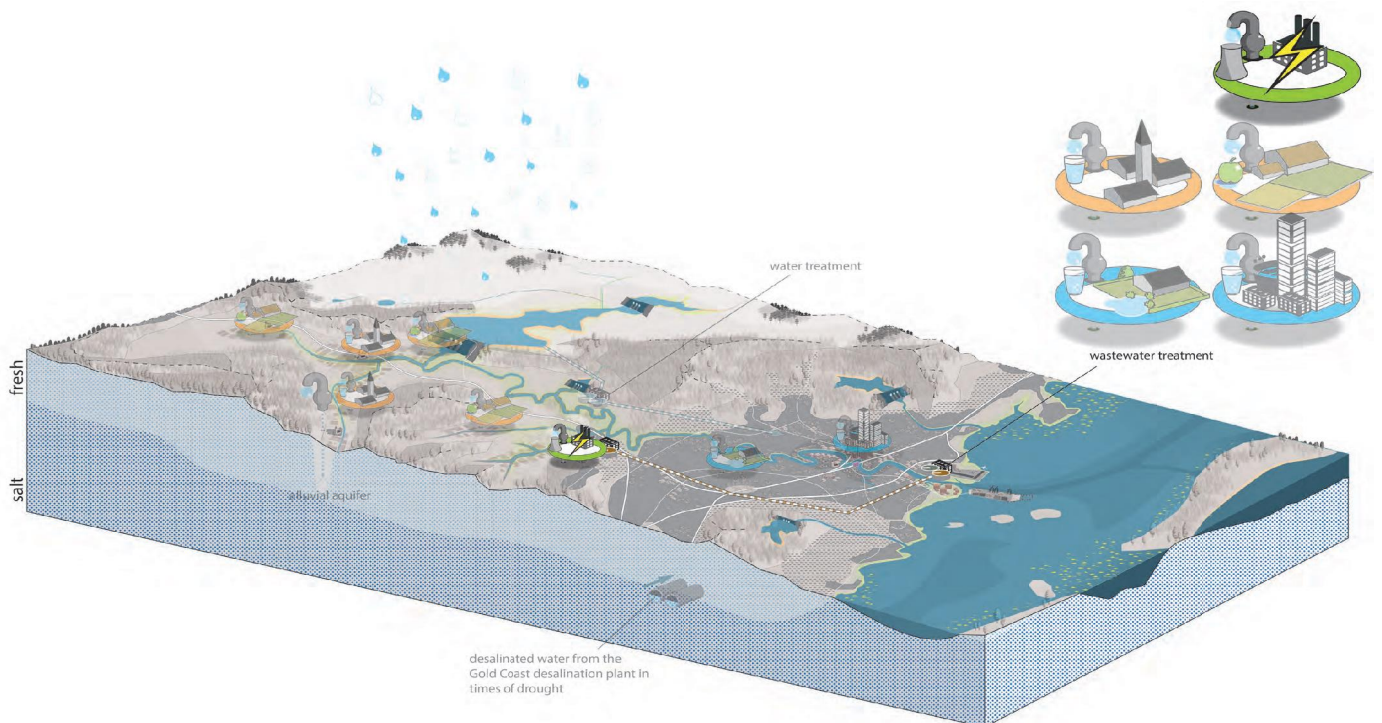 water treatment
wastewater treatment
fresh
salt
alluvial aquifer
desalinated water from the
Gold Coast desalination plant in
times of drought